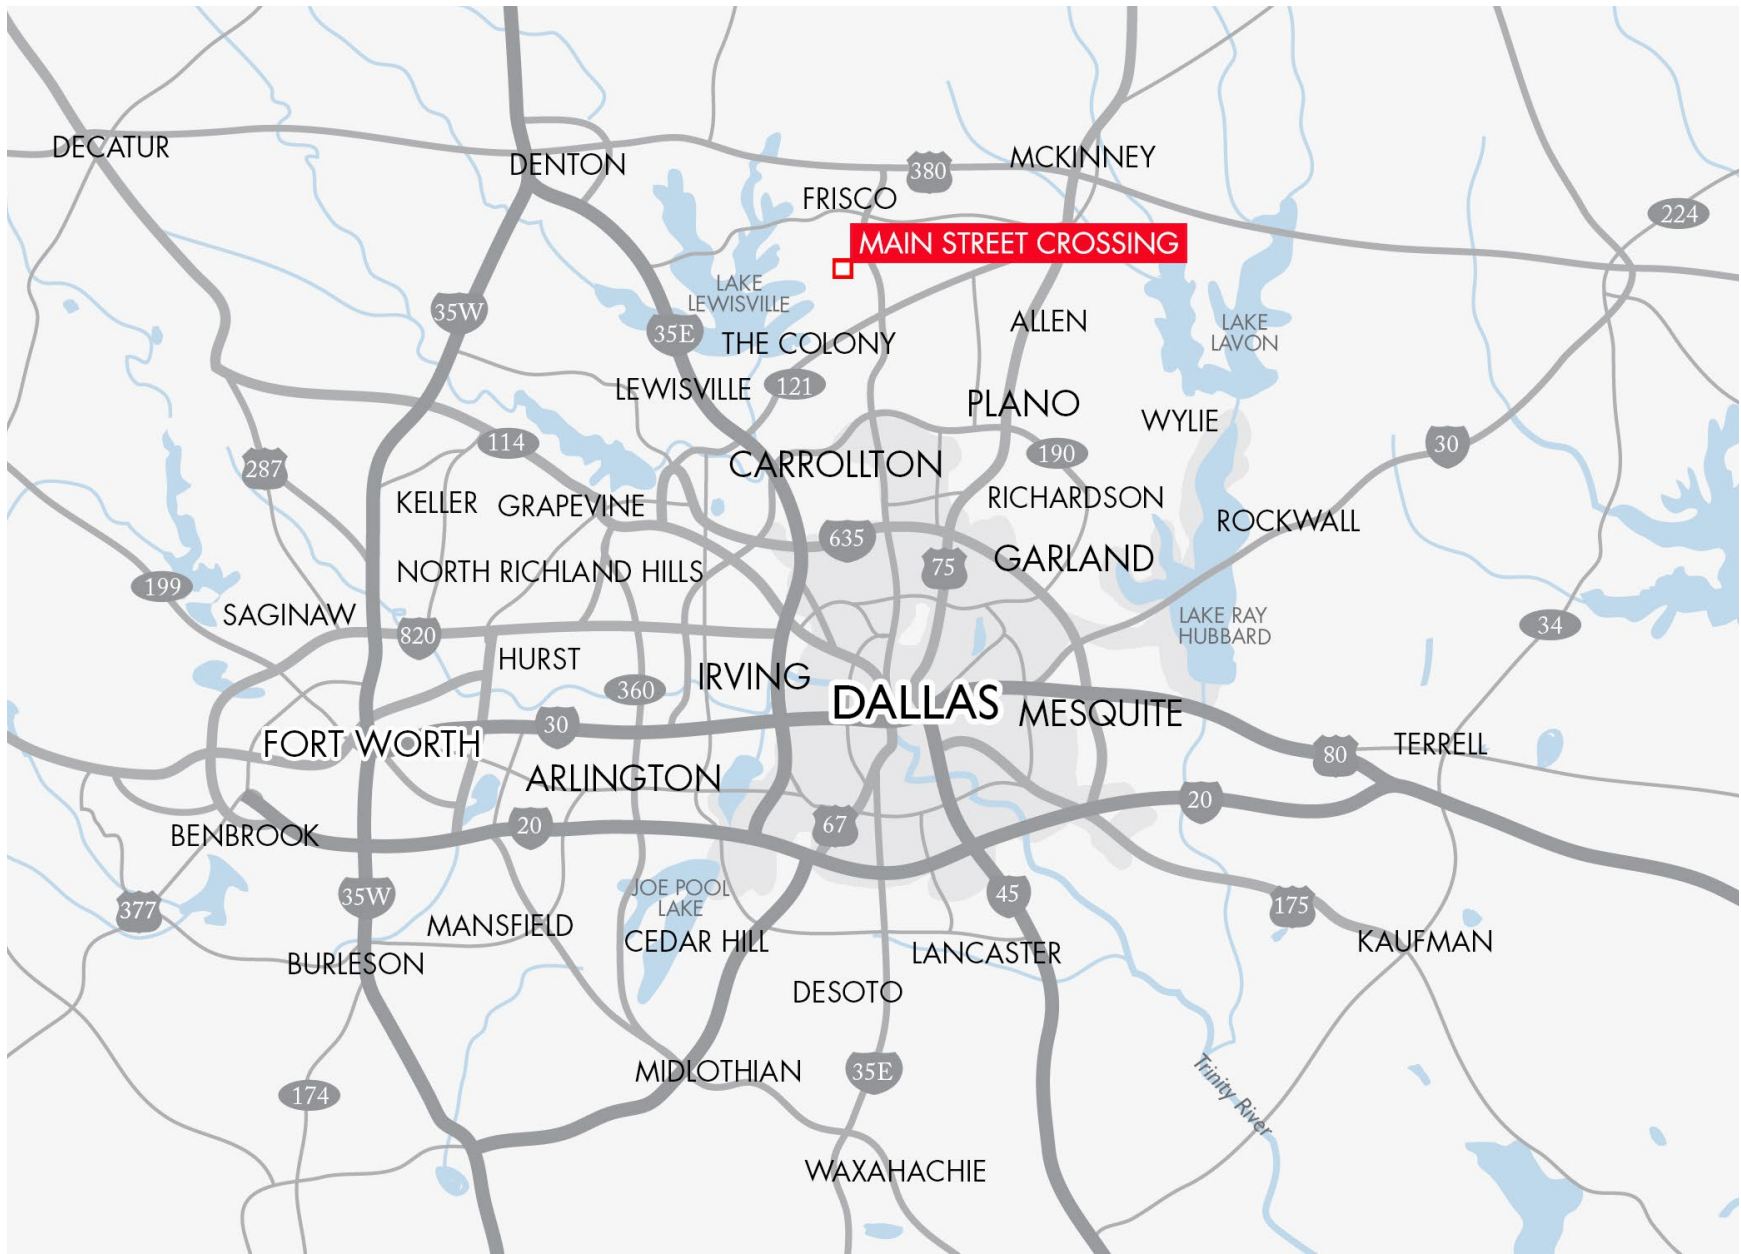 DECATUR
DENTON
380
MCKINNEY
FRISCO
224
MAIN STREET CROSSING
LAKE
LEWISVILLE
35W
35E
THE COLONY
ALLEN
LAKE
LAVON
LEWISVILLE
121
PLANO
WYLIE
114
CARROLLTON
190
30
287
KELLER
GRAPEVINE
RICHARDSON
ROCKWALL
635
75
GARLAND
NORTH RICHLAND HILLS
199
SAGINAW
820
LAKE RAY
HUBBARD
34
HURST
IRVING
360
DALLAS
MESQUITE
30
FORT WORTH
80
TERRELL
ARLINGTON
20
BENBROOK
20
67
35W
JOE POOL
LAKE
45
377
175
MANSFIELD
CEDAR HILL
LANCASTER
KAUFMAN
BURLESON
DESOTO
MIDLOTHIAN
35E
174
Trinity River
WAXAHACHIE